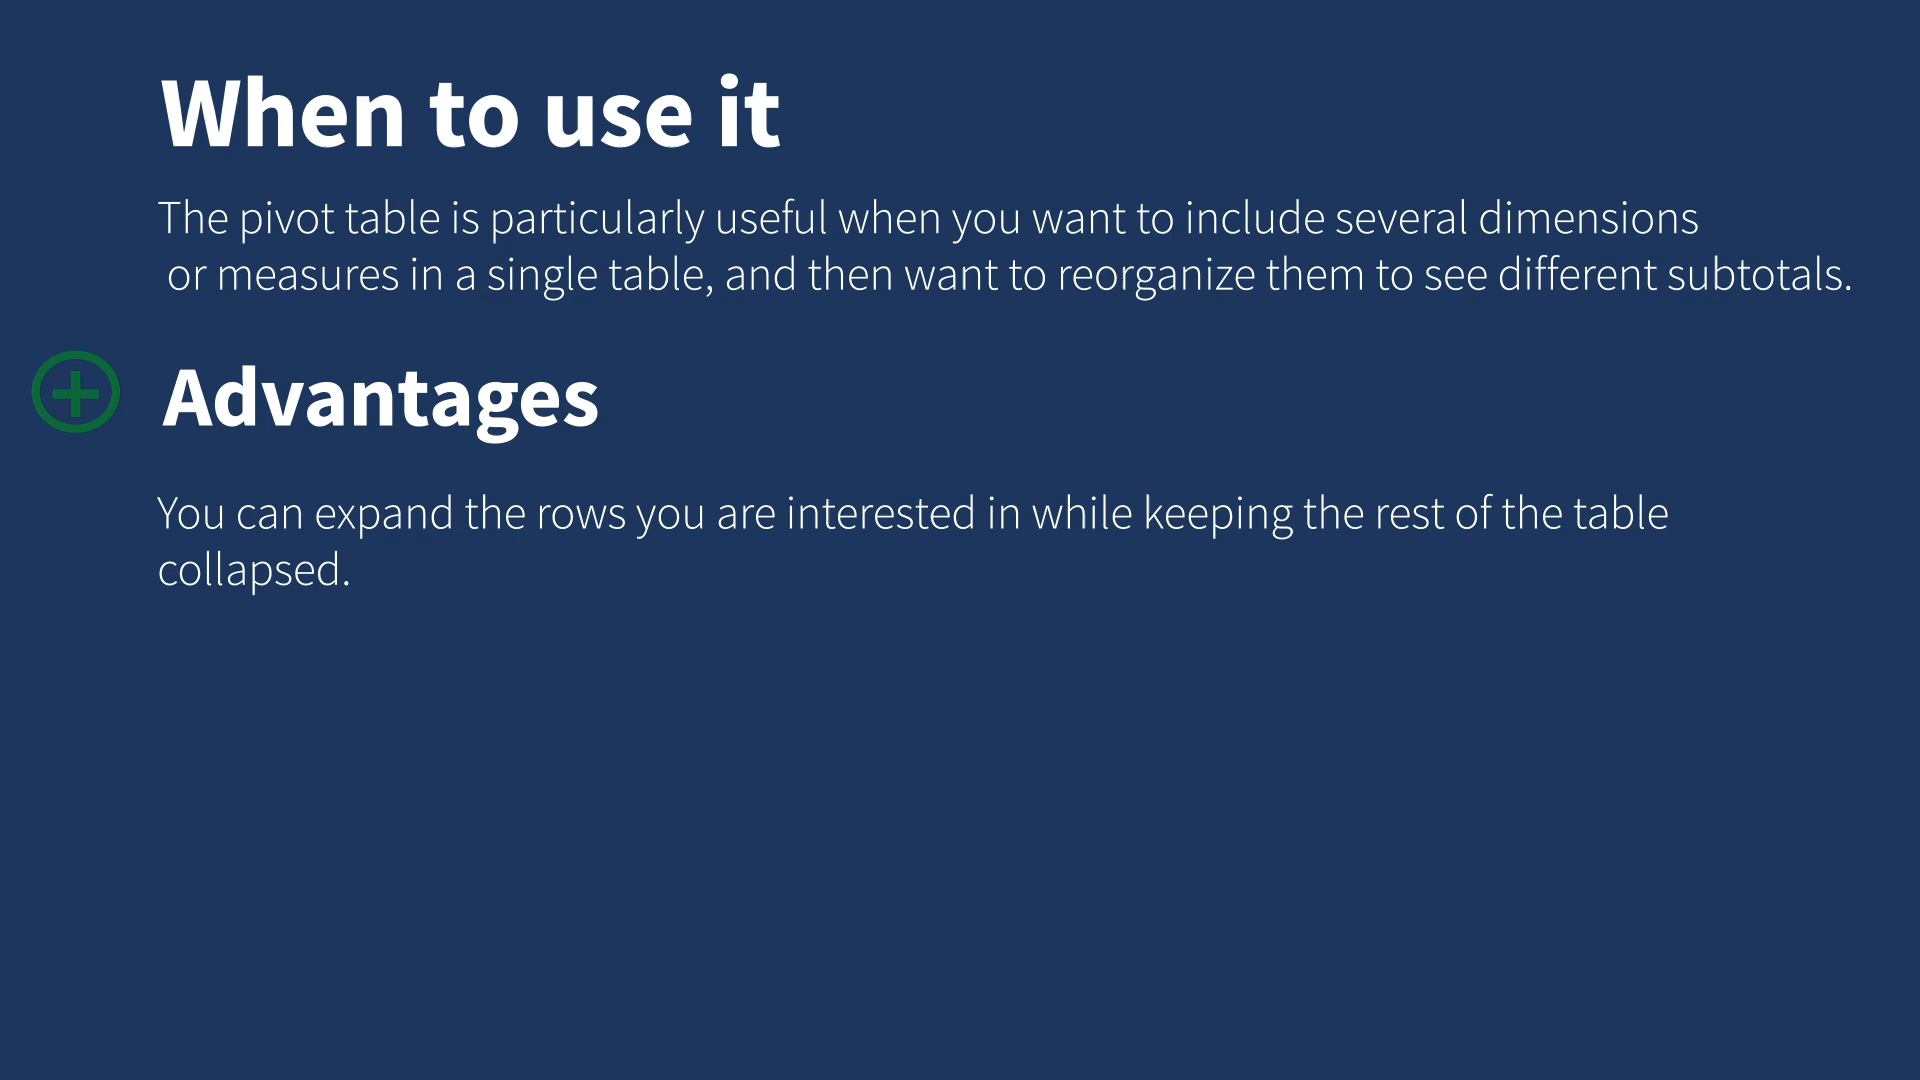 When to use it
The pivot table is particularly useful when you want to include several dimensions
or measures in a single table, and then want to reorganize them to see different subtotals.
Advantages
You can expand the rows you are interested in while keeping the rest of the table
collapsed.